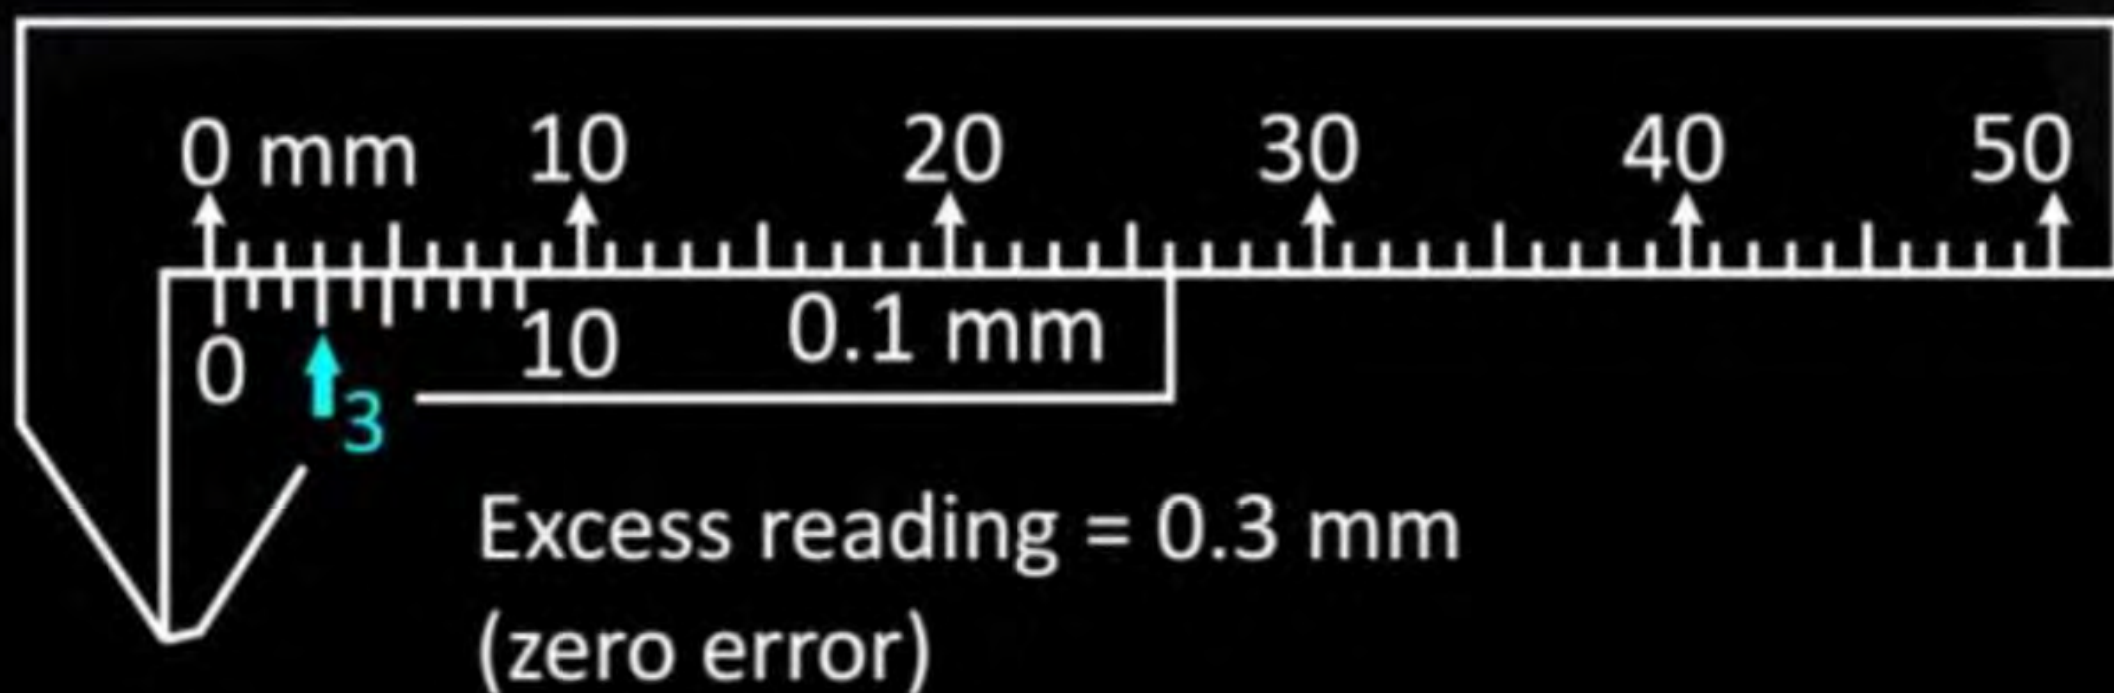 0 mm 10 20 30 40 50
0 3 10 0.1 mm
Excess reading = 0.3 mm
(zero error)